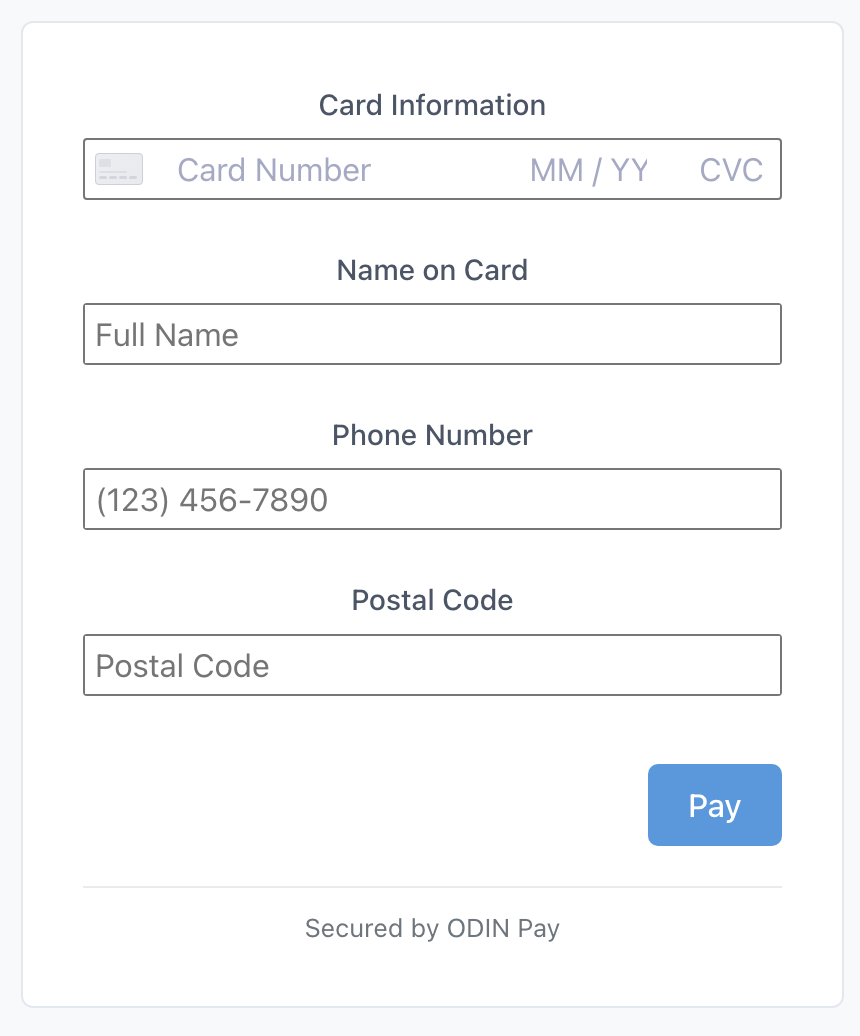 Card Information
Card Number MM / YY CVC
Name on Card
Full Name
Phone Number
(123) 456-7890
Postal Code
Postal Code
Pay
Secured by ODIN Pay